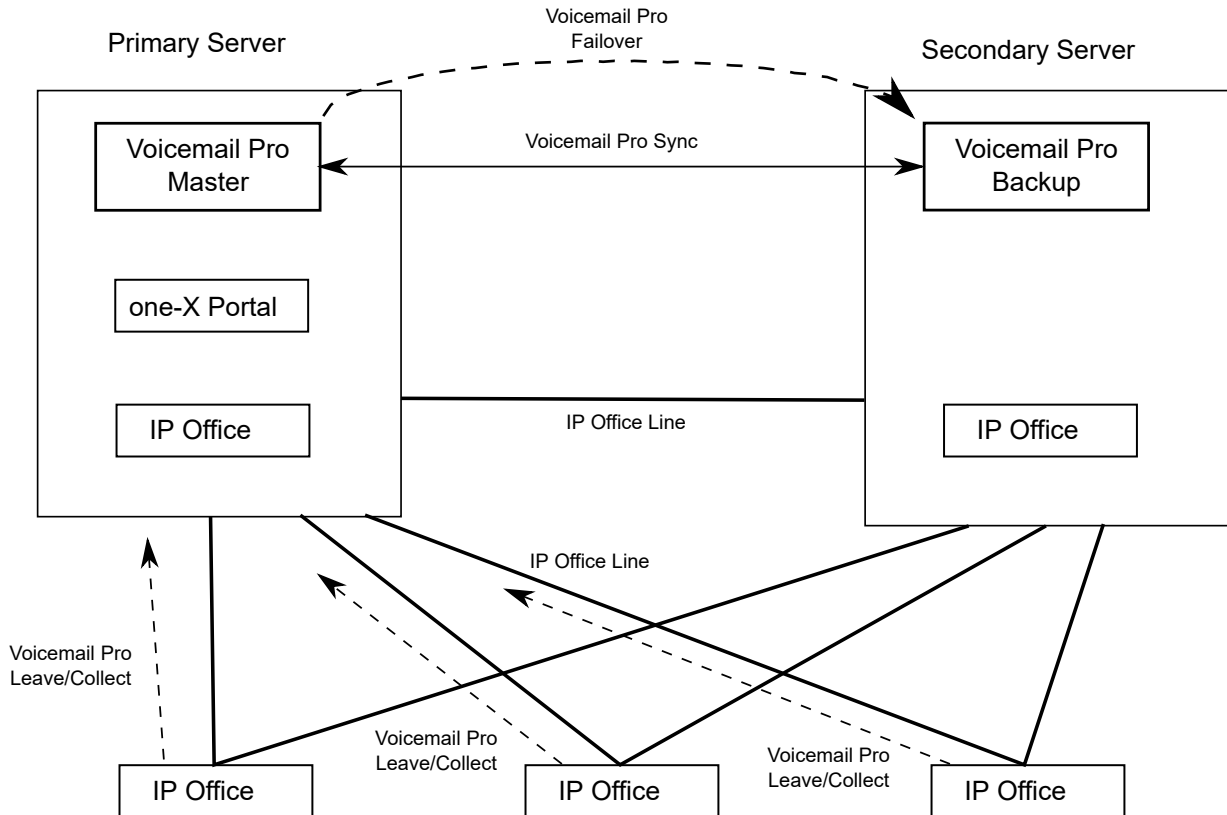 Voicemail Pro
Failover
Primary Server
Secondary Server
Voicemail Pro
Master
Voicemail Pro Sync
Voicemail Pro
Backup
one-X Portal
IP Office
IP Office Line
IP Office
IP Office Line
Voicemail Pro
Leave/Collect
Voicemail Pro
Leave/Collect
Voicemail Pro
Leave/Collect
IP Office
IP Office
IP Office